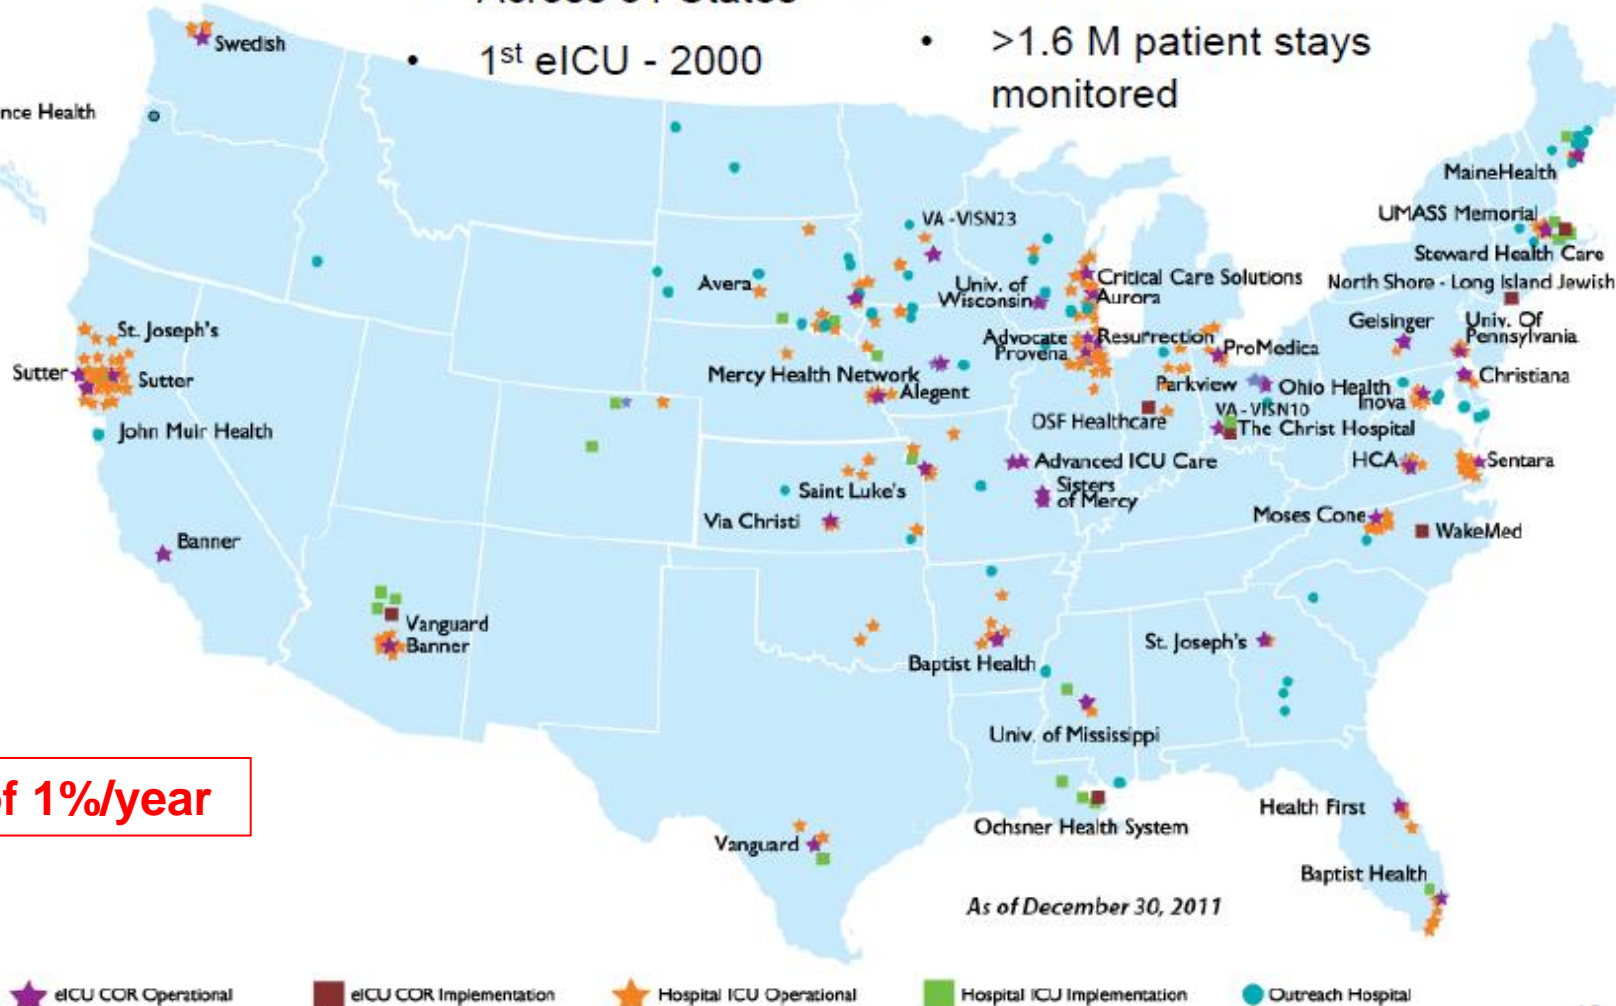 • 1st eICU - 2000
• >1.6 M patient stays
monitored
Swedish
nce Health
MaineHealth
UMASS Memorial
VA -VISN23
Steward Health Care
Avera
Univ. of
Wisconsin
Critical Care Solutions
Aurora
North Shore - Long Island Jewish
St. Joseph's
Geisinger
Univ. Of
Pennsylvania
Advocate
Provena
Resurrection
ProMedica
Sutter
Sutter
Mercy Health Network
Alegent
Parkview
Ohio Health
Inova
Christiana
VA - VISN10
OSF Healthcare
The Christ Hospital
John Muir Health
Advanced ICU Care
HCA
Sentara
Saint Luke's
Sisters
of Mercy
Via Christi
Moses Cone
WakeMed
Banner
Vanguard
Banner
St. Joseph's
Baptist Health
Univ. of Mississippi
of 1%/year
Health First
Ochsner Health System
Vanguard
Baptist Health
As of December 30, 2011
eICU COR Operational
eICU COR Implementation
Hospital ICU Operational
Hospital ICU Implementation
Outreach Hospital